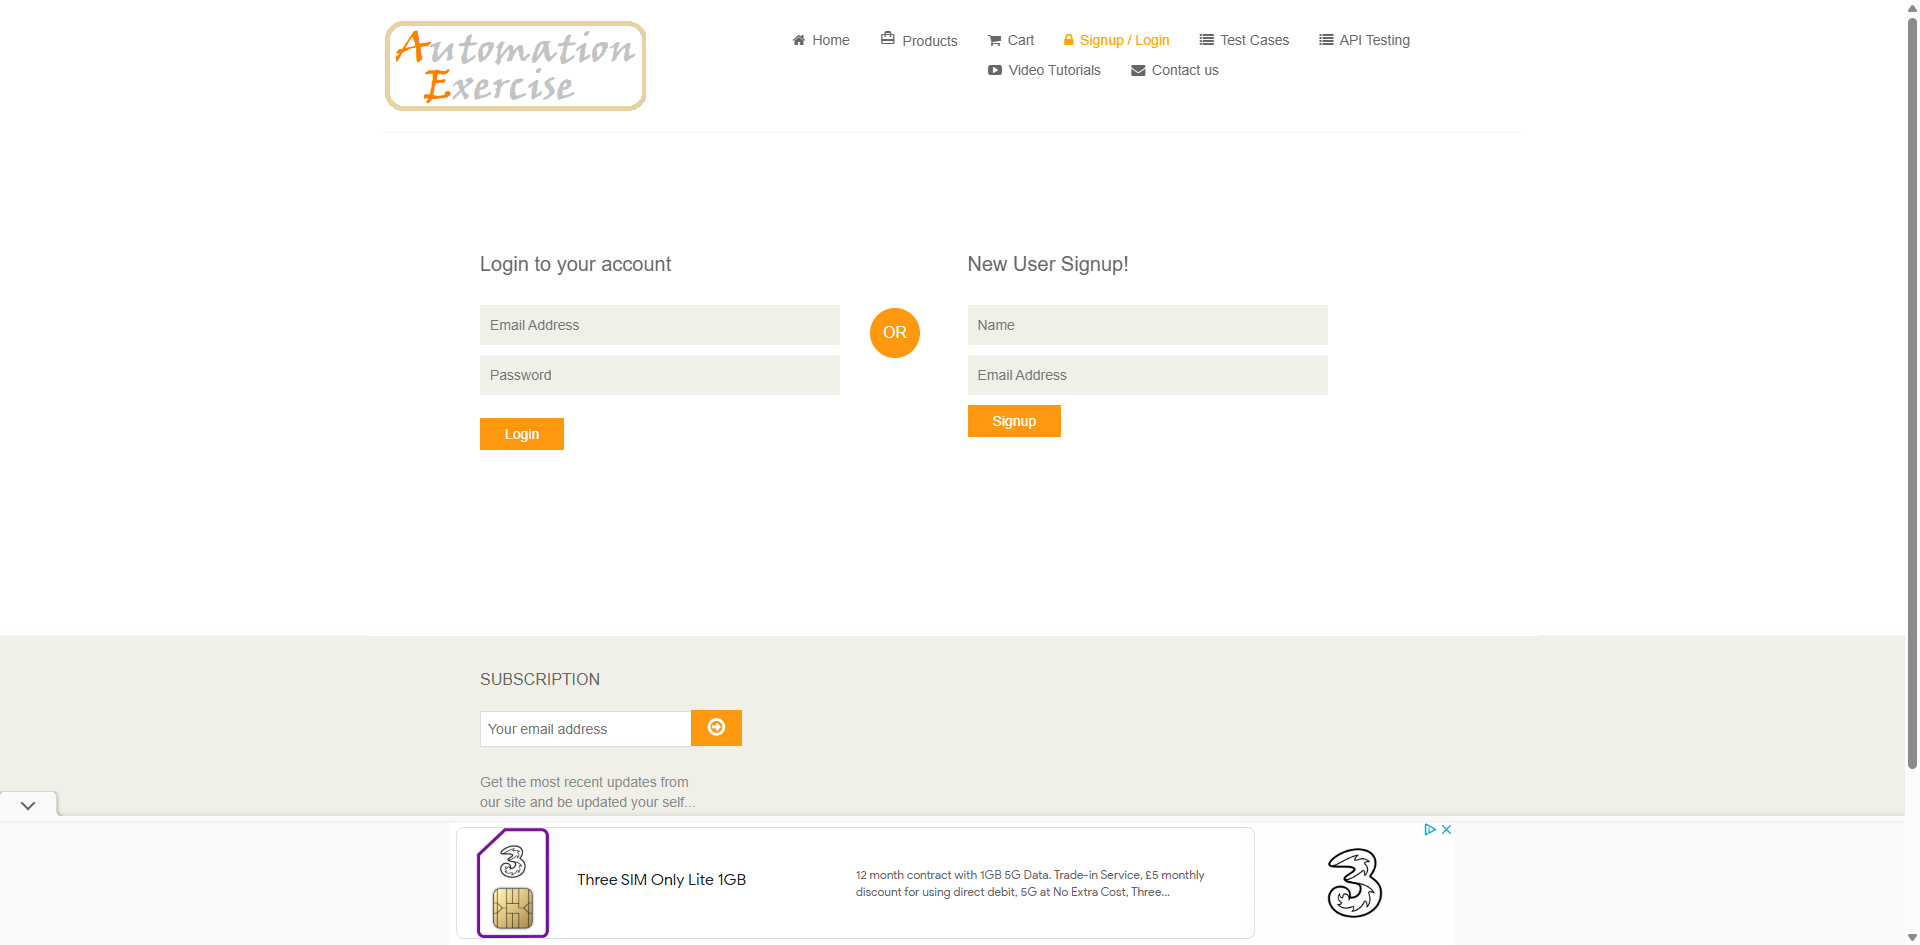 Automation
Exercise
Home
Products
Cart
Signup / Login
Test Cases
API Testing
Video Tutorials
Contact us
Login to your account
Email Address
Password
Login
OR
New User Signup!
Name
Email Address
Signup
SUBSCRIPTION
Your email address
Get the most recent updates from
our site and be updated your self...
3
Three SIM Only Lite 1GB
12 month contract with 1GB 5G Data. Trade-in Service, £5 monthly
discount for using direct debit, 5G at No Extra Cost, Three...
3